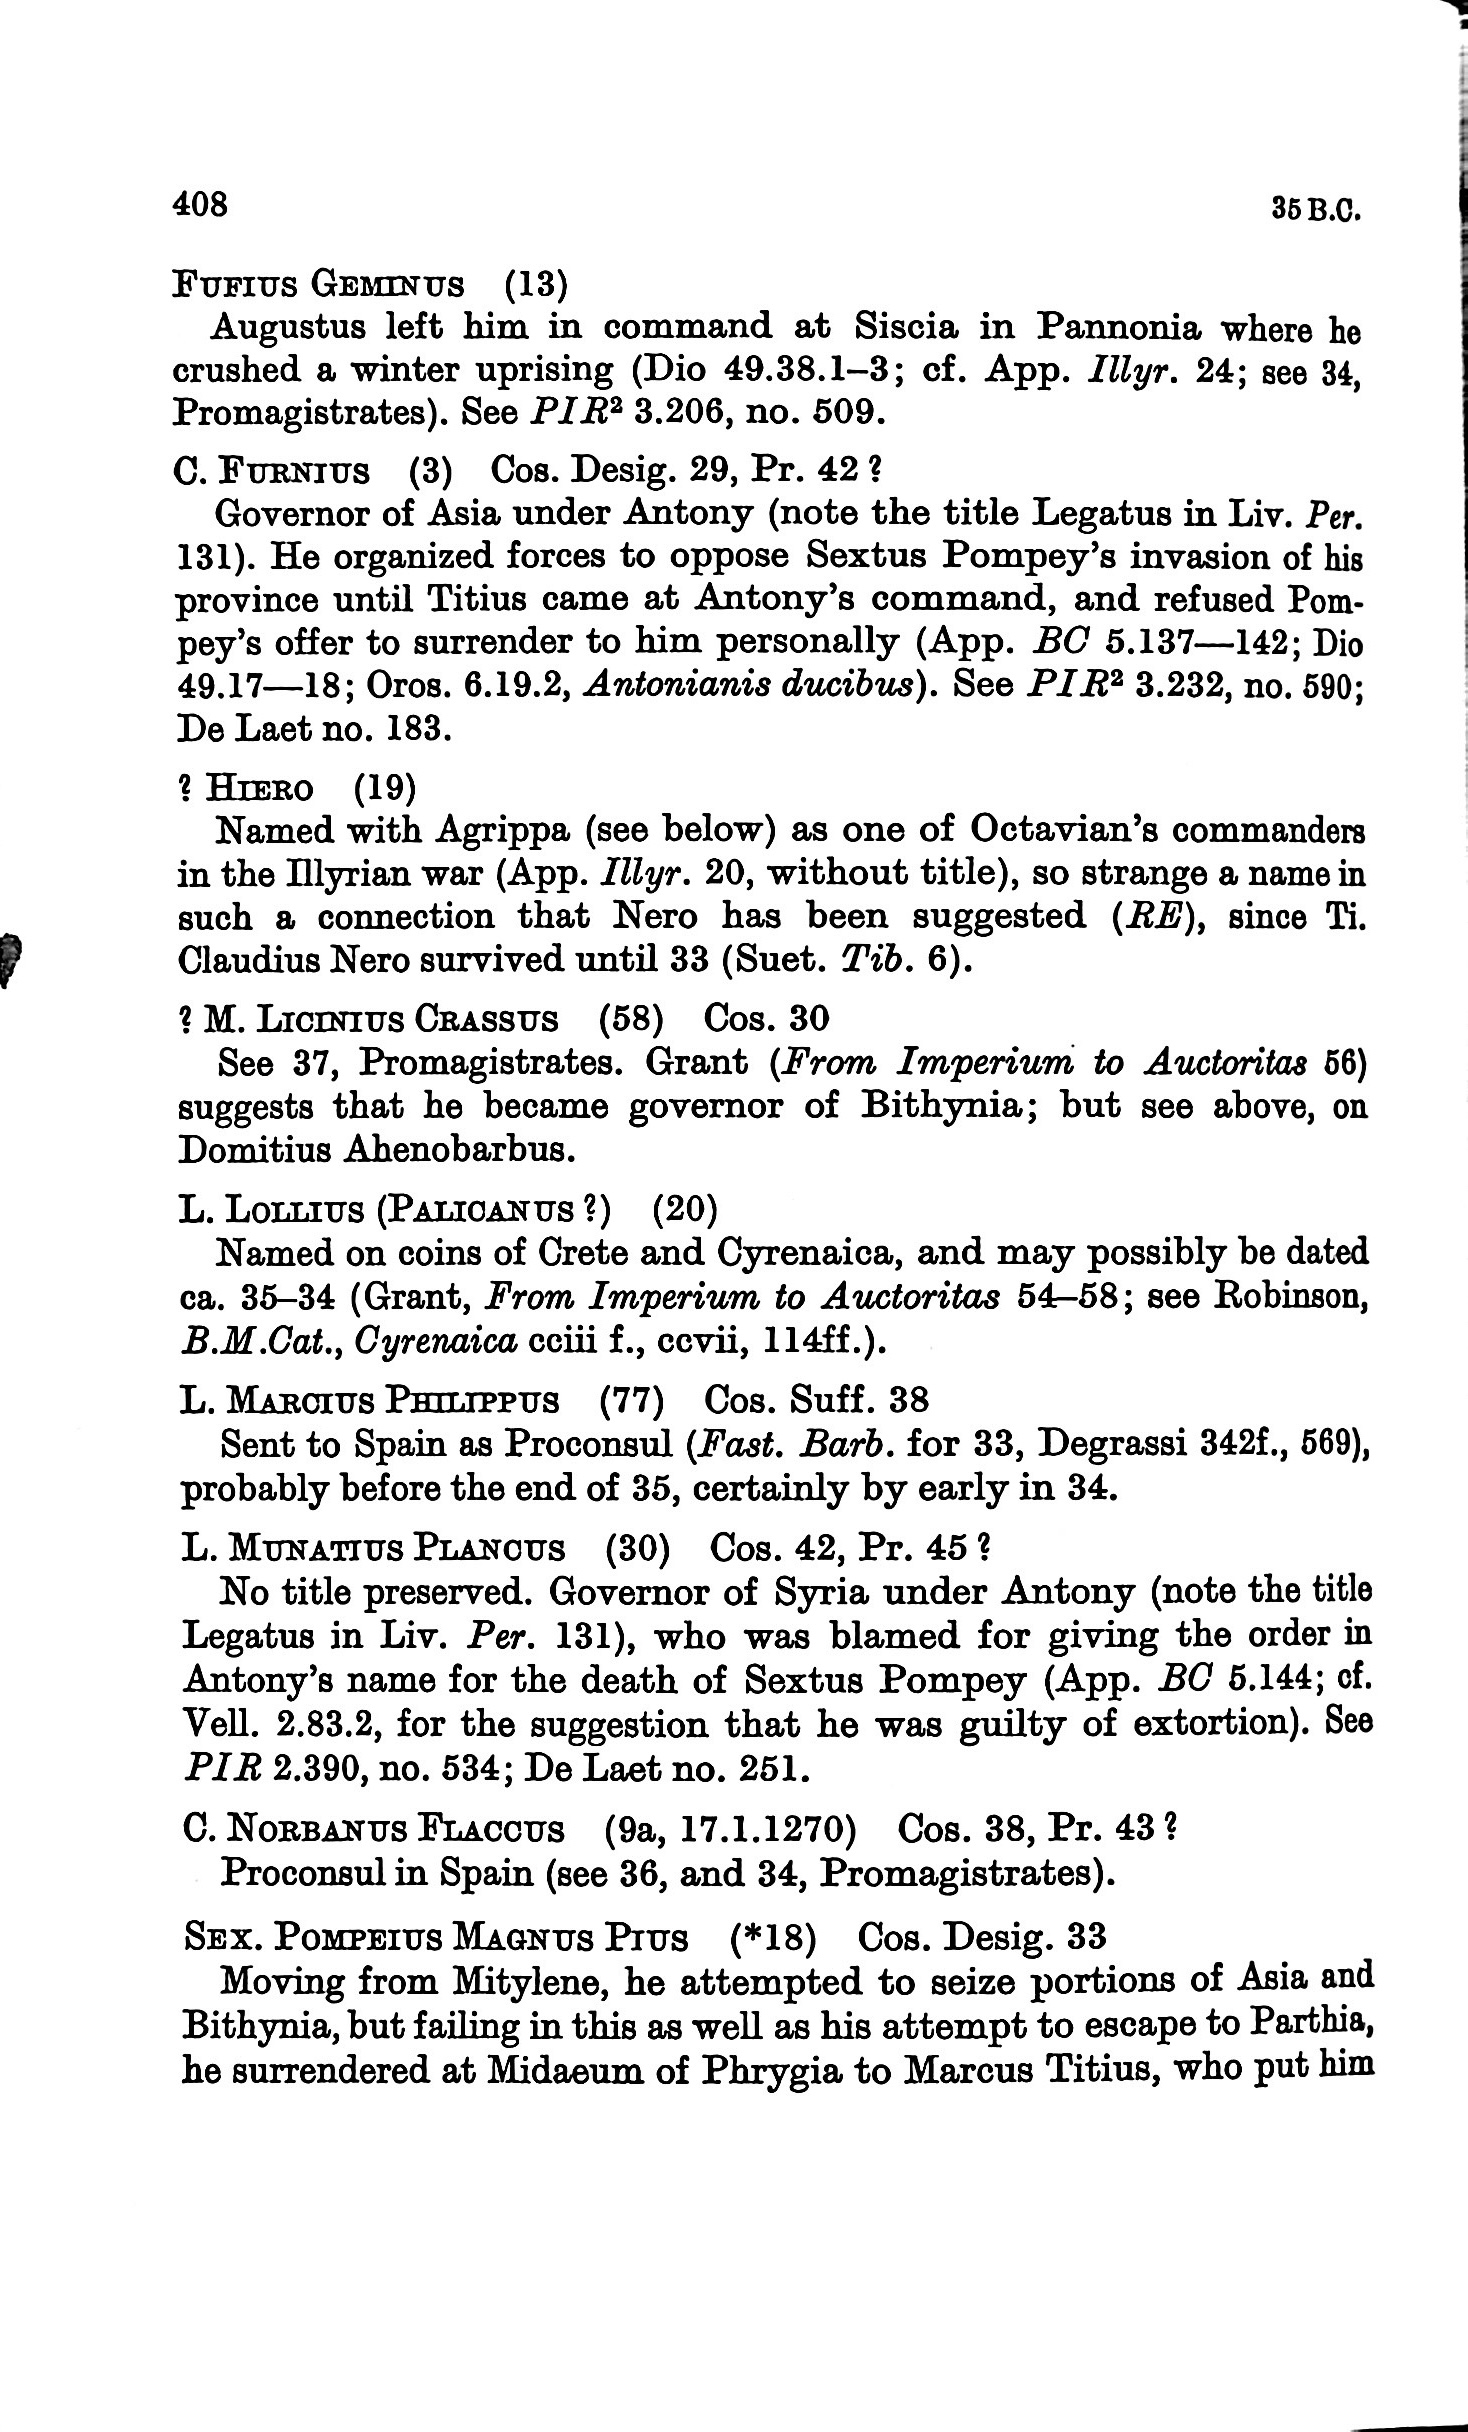 408 35 B.C.
FUFIUS GEMINUS (13)
Augustus left him in command at Siscia in Pannonia where he
crushed a winter uprising (Dio 49.38.1–3; cf. App. Illyr. 24; see 34,
Promagistrates). See PIR² 3.206, no. 509.
C. FURNIUS (3) Cos. Desig. 29, Pr. 42 ?
Governor of Asia under Antony (note the title Legatus in Liv. Per.
131). He organized forces to oppose Sextus Pompey's invasion of his
province until Titius came at Antony's command, and refused Pom-
pey's offer to surrender to him personally (App. BC 5.137—142; Dio
49.17—18; Oros. 6.19.2, Antonianis ducibus). See PIR² 3.232, no. 590;
De Laet no. 183.
? HIERO (19)
Named with Agrippa (see below) as one of Octavian's commanders
in the Illyrian war (App. Illyr. 20, without title), so strange a name in
such a connection that Nero has been suggested (RE), since Ti.
Claudius Nero survived until 33 (Suet. Tib. 6).
? M. LICINIUS CRASSUS (58) Cos. 30
See 37, Promagistrates. Grant (From Imperium to Auctoritas 56)
suggests that he became governor of Bithynia; but see above, on
Domitius Ahenobarbus.
L. LOLLIUS (PALICANUS ?) (20)
Named on coins of Crete and Cyrenaica, and may possibly be dated
ca. 35–34 (Grant, From Imperium to Auctoritas 54–58; see Robinson,
B.M.Cat., Cyrenaica cciii f., ccvii, 114ff.).
L. MARCIUS PHILIPPUS (77) Cos. Suff. 38
Sent to Spain as Proconsul (Fast. Barb. for 33, Degrassi 342f., 569),
probably before the end of 35, certainly by early in 34.
L. MUNATIUS PLANCUS (30) Cos. 42, Pr. 45 ?
No title preserved. Governor of Syria under Antony (note the title
Legatus in Liv. Per. 131), who was blamed for giving the order in
Antony's name for the death of Sextus Pompey (App. BC 5.144; cf.
Vell. 2.83.2, for the suggestion that he was guilty of extortion). See
PIR 2.390, no. 534; De Laet no. 251.
C. NORBANUS FLACCUS (9a, 17.1.1270) Cos. 38, Pr. 43 ?
Proconsul in Spain (see 36, and 34, Promagistrates).
SEX. POMPEIUS MAGNUS PIUS (*18) Cos. Desig. 33
Moving from Mitylene, he attempted to seize portions of Asia and
Bithynia, but failing in this as well as his attempt to escape to Parthia,
he surrendered at Midaeum of Phrygia to Marcus Titius, who put him